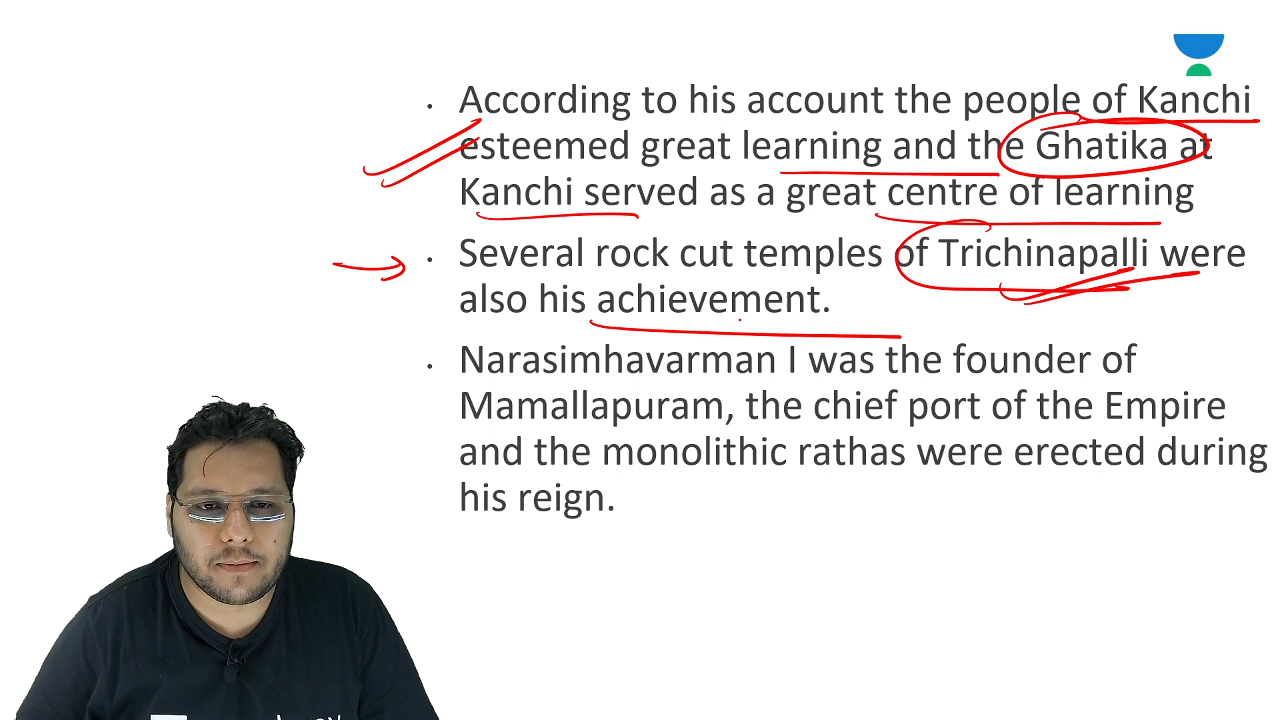 According to his account the people of Kanchi
esteemed great learning and the Ghatika at
Kanchi served as a great centre of learning
Several rock cut temples of Trichinapalli were
also his achievement.
Narasimhavarman I was the founder of
Mamallapuram, the chief port of the Empire
and the monolithic rathas were erected during
his reign.